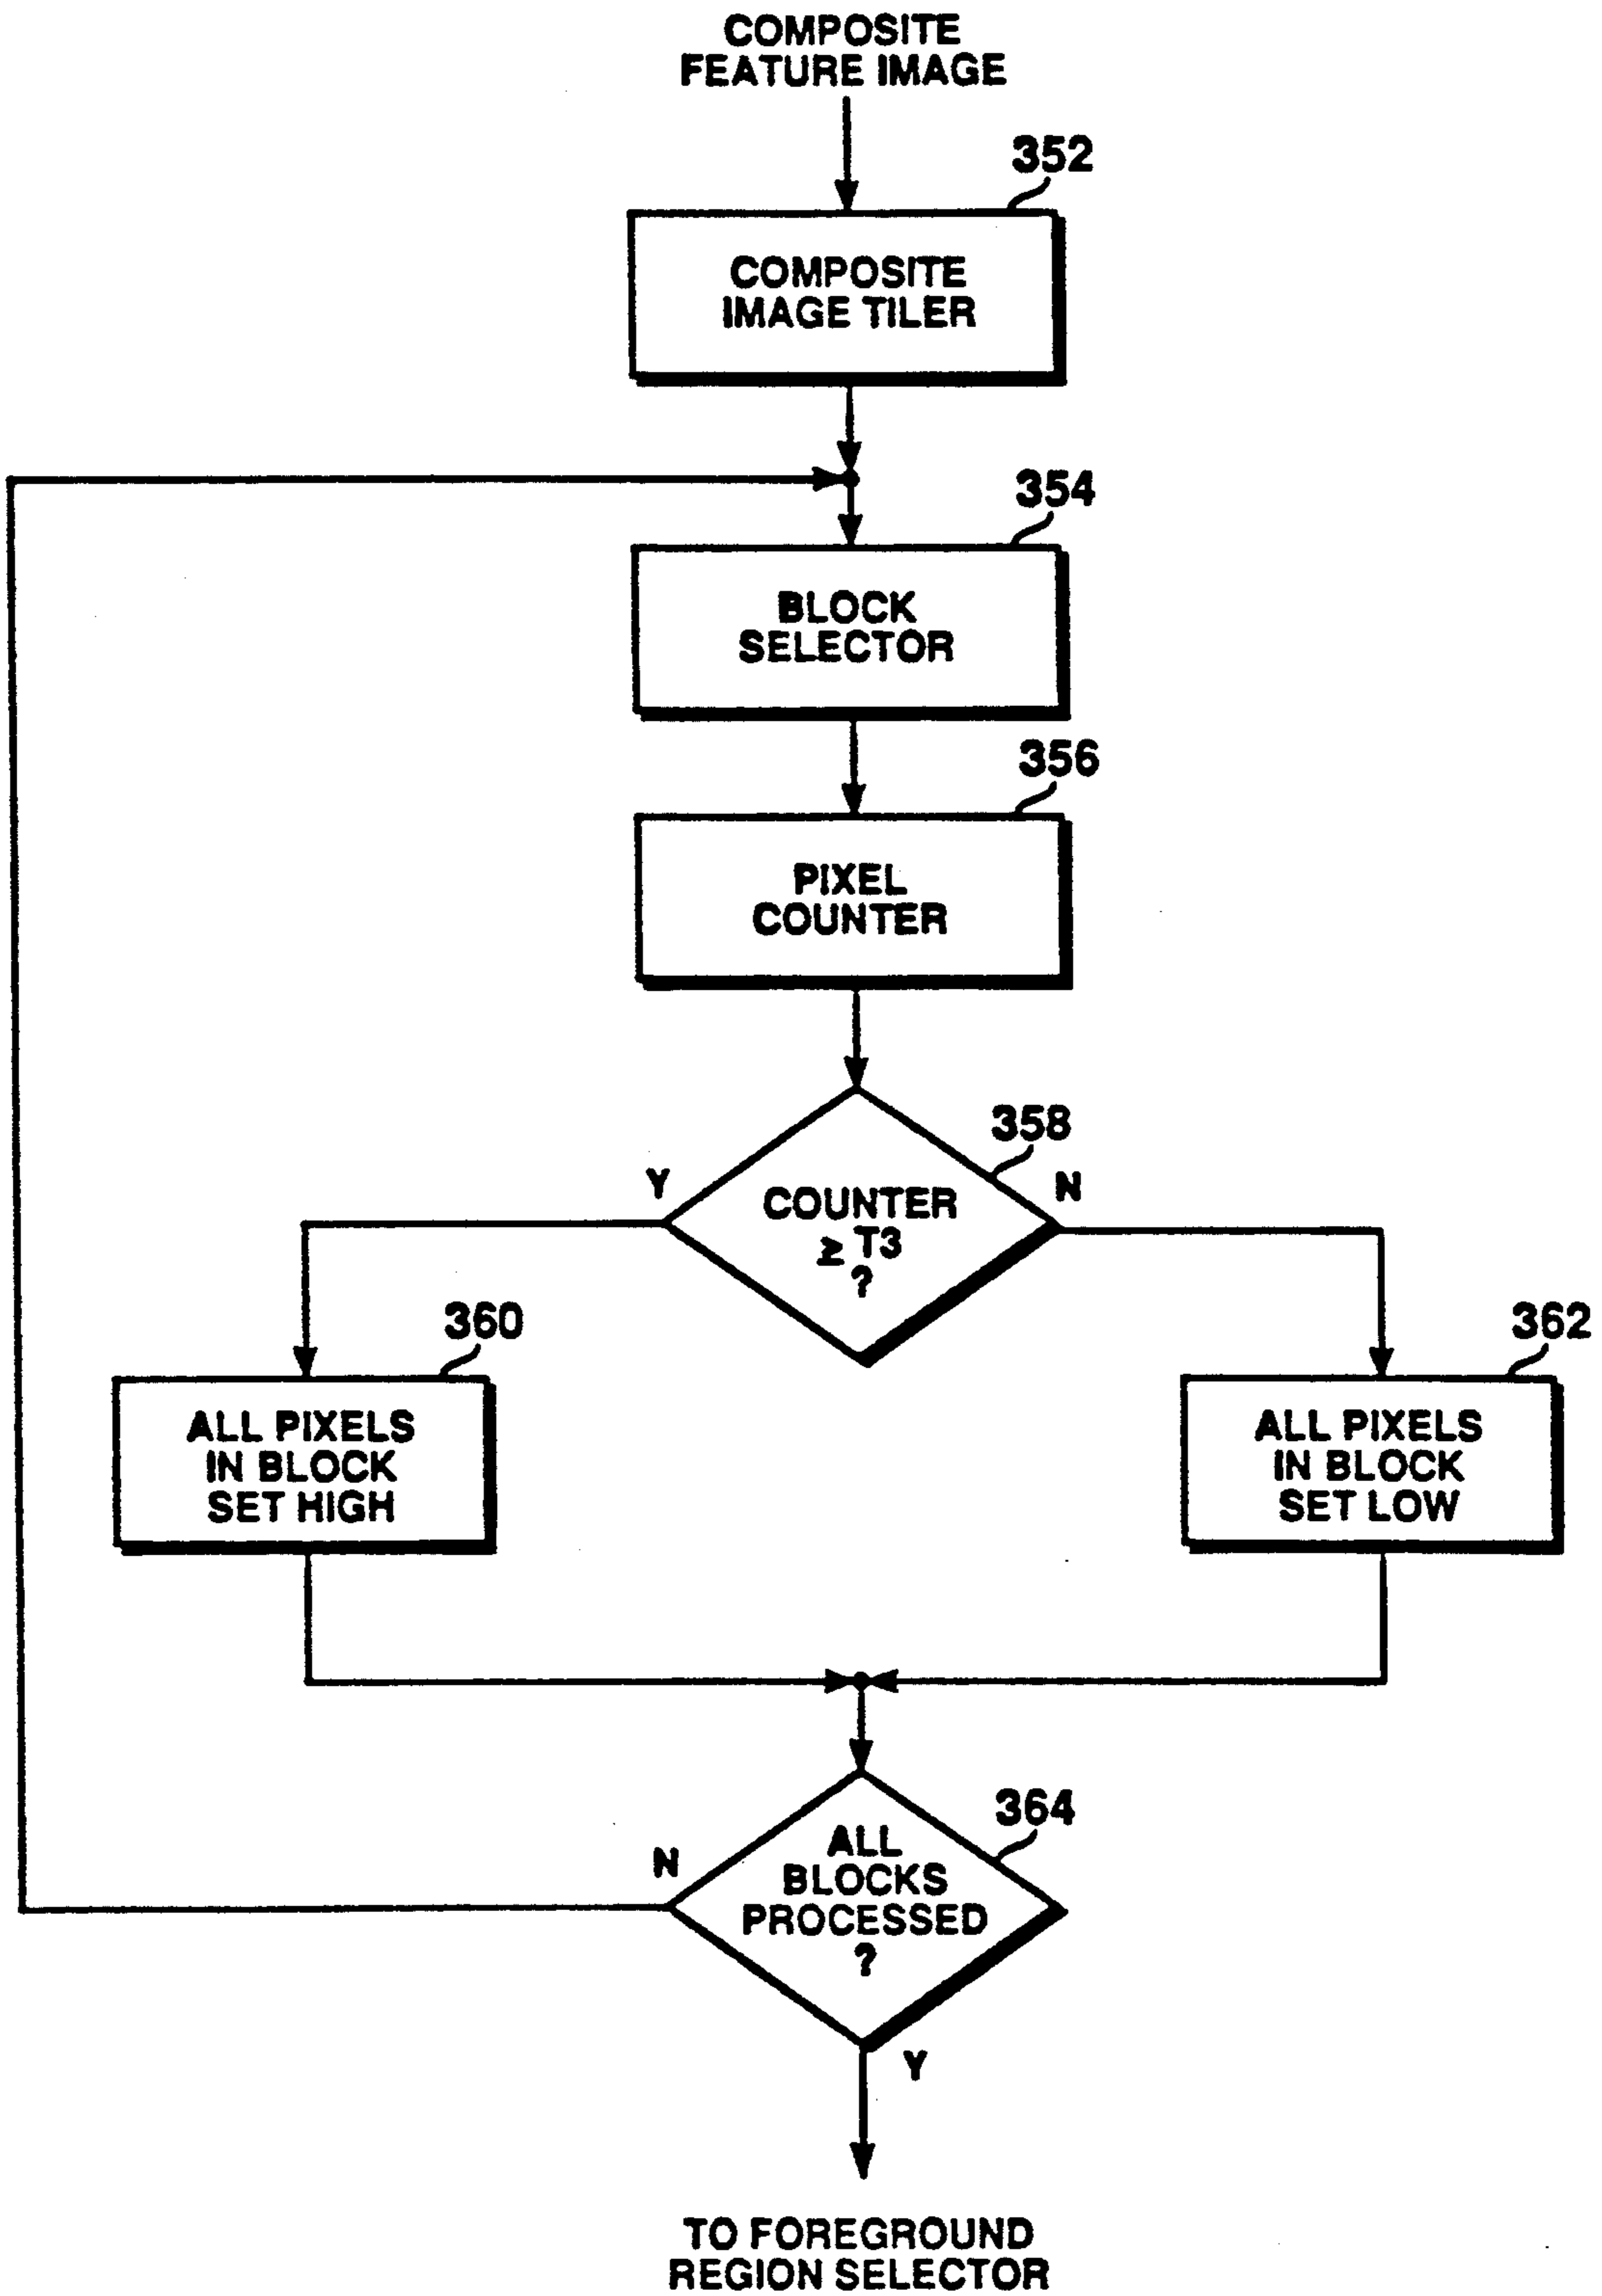 COMPOSITE
FEATURE IMAGE
352
COMPOSITE
IMAGE TILER
354
BLOCK
SELECTOR
356
PIXEL
COUNTER
358
Y
N
COUNTER
≥ T3
?
360
362
ALL PIXELS
IN BLOCK
SET HIGH
ALL PIXELS
IN BLOCK
SET LOW
364
N
ALL
BLOCKS
PROCESSED
?
Y
TO FOREGROUND
REGION SELECTOR